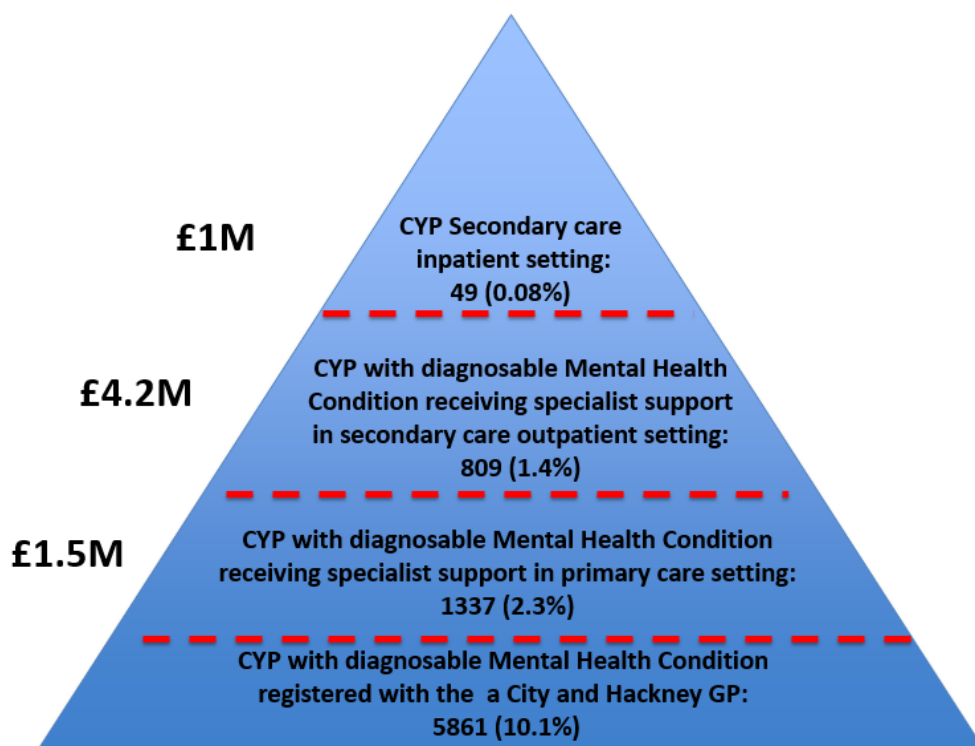 £1M
CYP Secondary care
inpatient setting:
49 (0.08%)
£4.2M
CYP with diagnosable Mental Health
Condition receiving specialist support
in secondary care outpatient setting:
809 (1.4%)
£1.5M
CYP with diagnosable Mental Health Condition
receiving specialist support in primary care setting:
1337 (2.3%)
CYP with diagnosable Mental Health Condition
registered with the  a City and Hackney GP:
5861 (10.1%)